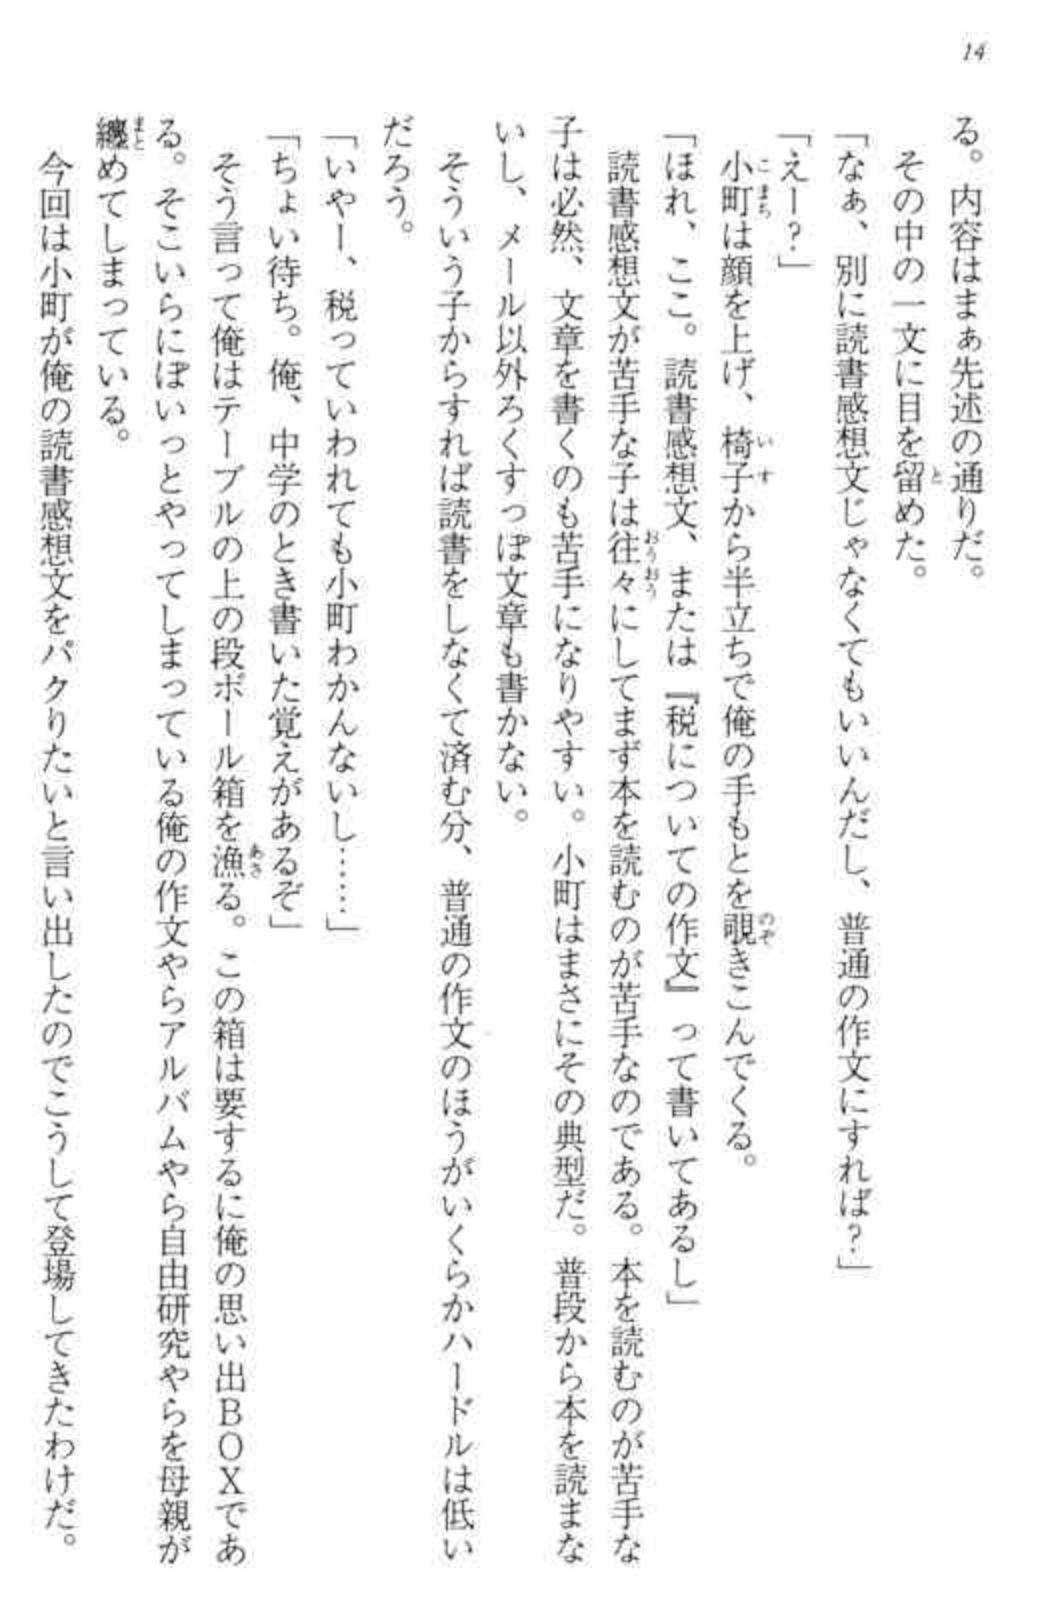 14
る。内容はまぁ先述の通りだ。
その中の一文に目を留めた。
「なぁ、別に読書感想文じゃなくてもいいんだし、普通の作文にすれば？」
「えー？」
小町は顔を上げ、椅子から半立ちで俺の手もとを覗きこんでくる。
「ほれ、ここ。読書感想文、または『税についての作文』って書いてあるし」
読書感想文が苦手な子は往々にしてまず本を読むのが苦手なのである。本を読むのが苦手な
子は必然、文章を書くのも苦手になりやすい。小町はまさにその典型だ。普段から本を読まな
いし、メール以外ろくすっぽ文章も書かない。
そういう子からすれば読書をしなくて済む分、普通の作文のほうがいくらかハードルは低い
だろう。
「いやー、税っていわれても小町わかんないし……」
「ちょい待ち。俺、中学のとき書いた覚えがあるぞ」
そう言って俺はテーブルの上の段ボール箱を漁る。この箱は要するに俺の思い出ＢＯＸであ
る。そこいらにぽいっとやってしまっている俺の作文やらアルバムやら自由研究やらを母親が
纏めてしまっている。
今回は小町が俺の読書感想文をパクりたいと言い出したのでこうして登場してきたわけだ。